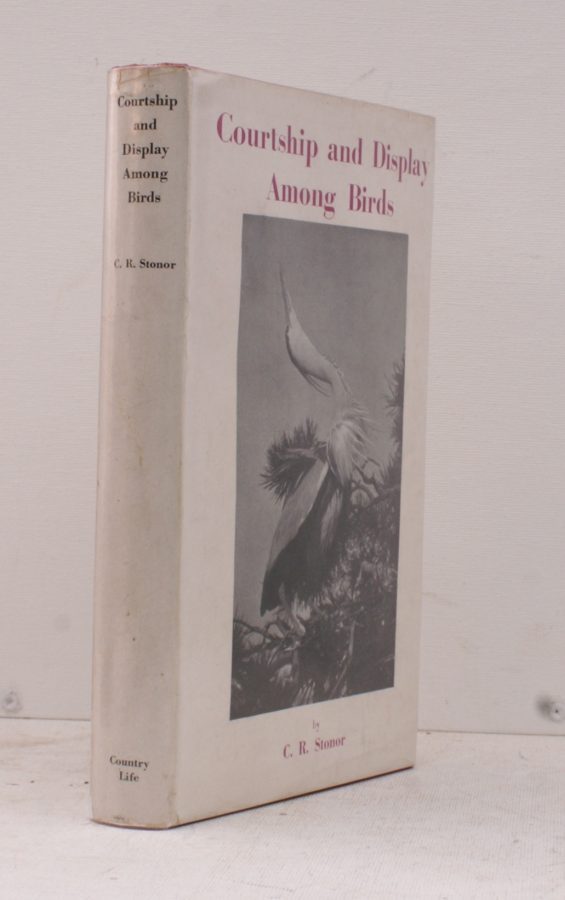 Courtship
and
Display
Among
Birds
C. R. Stonor
Country
Life
Courtship and Display
Among Birds
by
C. R. Stonor